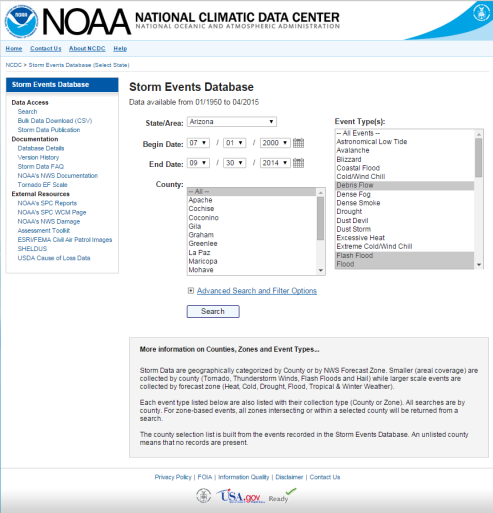 NOAA
NOAA NATIONAL CLIMATIC DATA CENTER
NATIONAL OCEANIC AND ATMOSPHERIC ADMINISTRATION
Home Contact Us About NCDC Help
NCDC > Storm Events Database (Select State)
Storm Events Database
Data Access
Search
Bulk Data Download (CSV)
Storm Data Publication
Documentation
Database Details
Version History
Storm Data FAQ
NOAA's NWS Documentation
Tornado EF Scale
External Resources
NOAA's SPC Reports
NOAA's SPC WCM Page
NOAA's NWS Damage
Assessment Toolkit
ESRI/FEMA Civil Air Patrol Images
SHELDUS
USDA Cause of Loss Data
Storm Events Database
Data available from 01/1950 to 04/2015
State/Area: Arizona
Begin Date: 07 / 01 / 2000
End Date: 09 / 30 / 2014
County:
-- All --
Apache
Cochise
Coconino
Gila
Graham
Greenlee
La Paz
Maricopa
Mohave
Event Type(s):
-- All Events --
Astronomical Low Tide
Avalanche
Blizzard
Coastal Flood
Cold/Wind Chill
Debris Flow
Dense Fog
Dense Smoke
Drought
Dust Devil
Dust Storm
Excessive Heat
Extreme Cold/Wind Chill
Flash Flood
Flood
Advanced Search and Filter Options
Search
More information on Counties, Zones and Event Types...
Storm Data are geographically categorized by County or by NWS Forecast Zone. Smaller (areal coverage) are
collected by county (Tornado, Thunderstorm Winds, Flash Floods and Hail) while larger scale events are
collected by forecast zone (Heat, Cold, Drought, Flood, Tropical & Winter Weather).
Each event type listed below are also listed with their collection type (County or Zone). All searches are by
county. For zone-based events, all zones intersecting or within a selected county will be returned from a
search.
The county selection list is built from the events recorded in the Storm Events Database. An unlisted county
means that no records are present.
Privacy Policy | FOIA | Information Quality | Disclaimer | Contact Us
USA.gov Ready